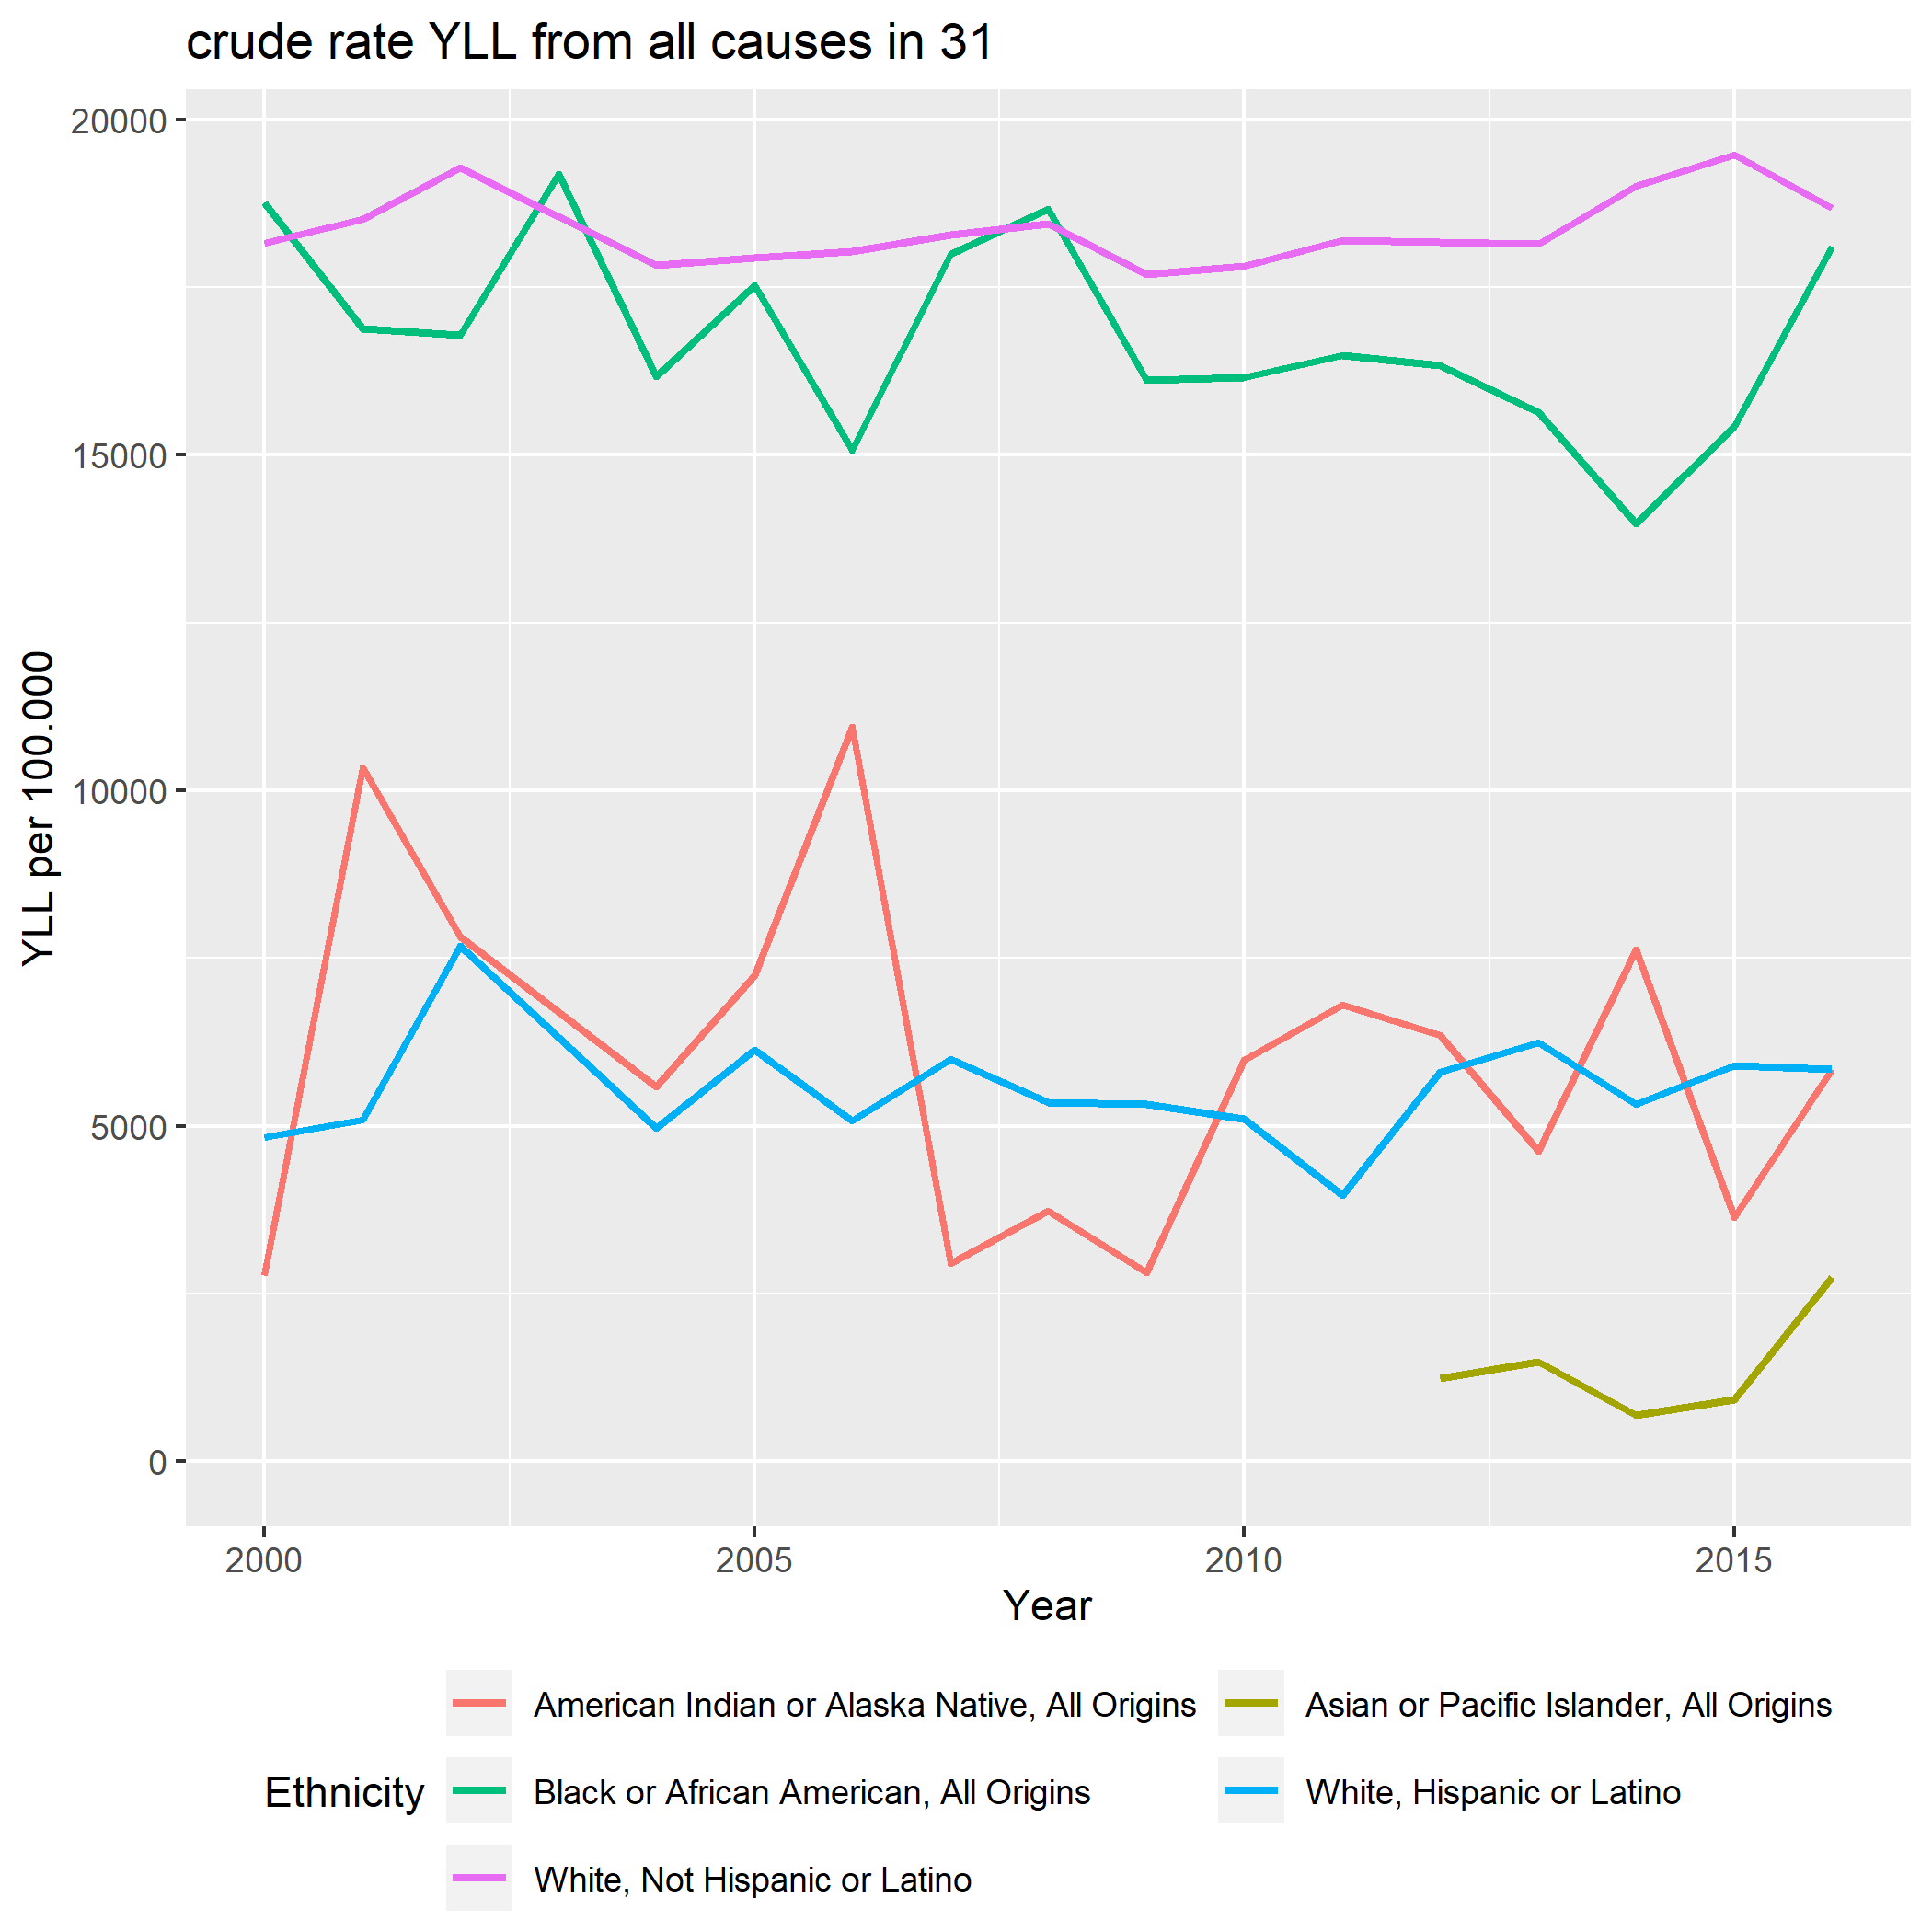 crude rate YLL from all causes in 31
20000
15000
10000
5000
0
YLL per 100.000
2000 2005 2010 2015
Year
Ethnicity
American Indian or Alaska Native, All Origins
Asian or Pacific Islander, All Origins
Black or African American, All Origins
White, Hispanic or Latino
White, Not Hispanic or Latino